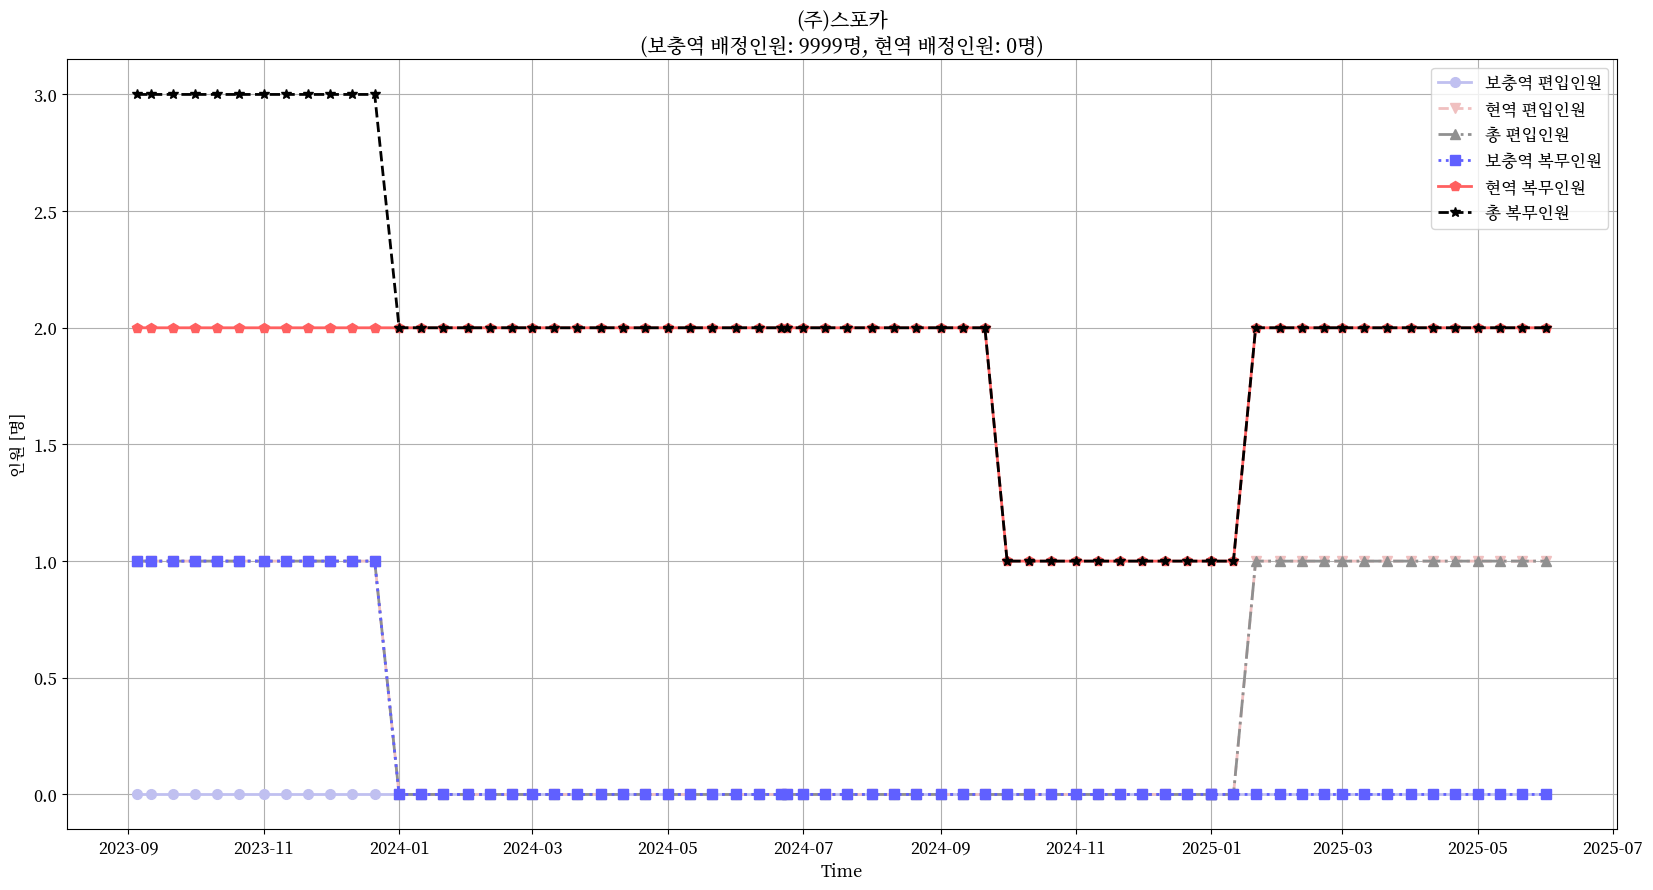 (주)스포카
(보충역 배정인원: 9999명, 현역 배정인원: 0명)
보충역 편입인원
현역 편입인원
총 편입인원
보충역 복무인원
현역 복무인원
총 복무인원
인원 [명]
3.0
2.5
2.0
1.5
1.0
0.5
0.0
2023-09 2023-11 2024-01 2024-03 2024-05 2024-07 2024-09 2024-11 2025-01 2025-03 2025-05 2025-07
Time